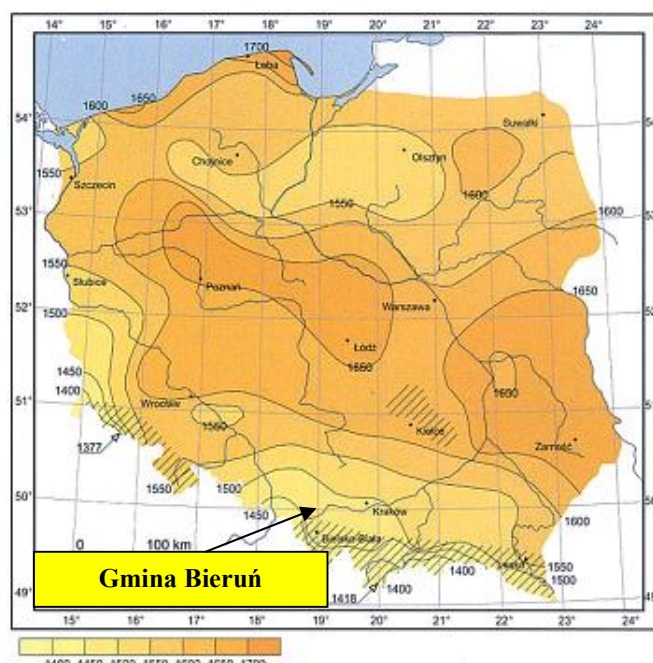 14° 15° 16° 17° 18° 19° 20° 21° 22° 23° 24°
1700
Łeba
1650
1600
54°
Suwałki
Chojnice
Olsztyn
1550
Szczecin
1550
1600
53°
1600
1550
Słubice
Poznań
1650
52°
Warszawa
1500
Łódź
1550
1450
1400
Wrocław
51°
1550
Kielce
Zamość
1377
1550
1500
50°
1450
Kraków
1600
0 100 km
Bielsko-Biała
1550
1500
Gmina Bieruń
1400
1400
1418
49°
15° 16° 17° 18° 19° 20° 21° 22° 23°